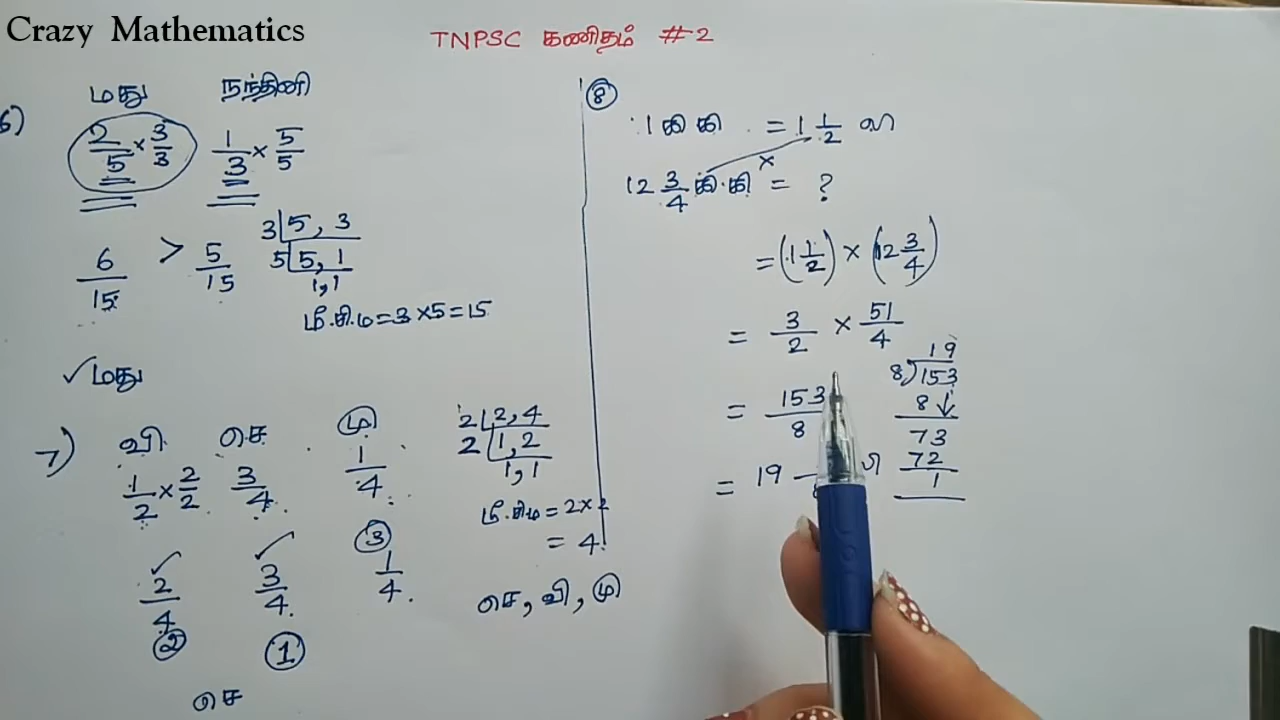 Crazy Mathematics
TNPSC கணிதம் #2
6)
மது நந்தினி
2/5 × 3/3 1/3 × 5/5
6/15 > 5/15
3 | 5, 3
5 | 5, 1
1, 1
மீ.சி.ம = 3 × 5 = 15
✓ மது
7)
வி செ மு
1/2 × 2/2 3/4 1/4
✓ ✓ ③
2/4 3/4 1/4
② ①
செ
2 | 2, 4
2 | 1, 2
1, 1
மீ.சி.ம = 2 × 2
= 4
செ, வி, மு
⑧
1 கி கி = 1 1/2 லி
12 3/4 கி.கி = ?
×
= (1 1/2) × (12 3/4)
= 3/2 × 51/4
= 153/8
= 19
19
8 ) 153
8 ↓
73
72
1